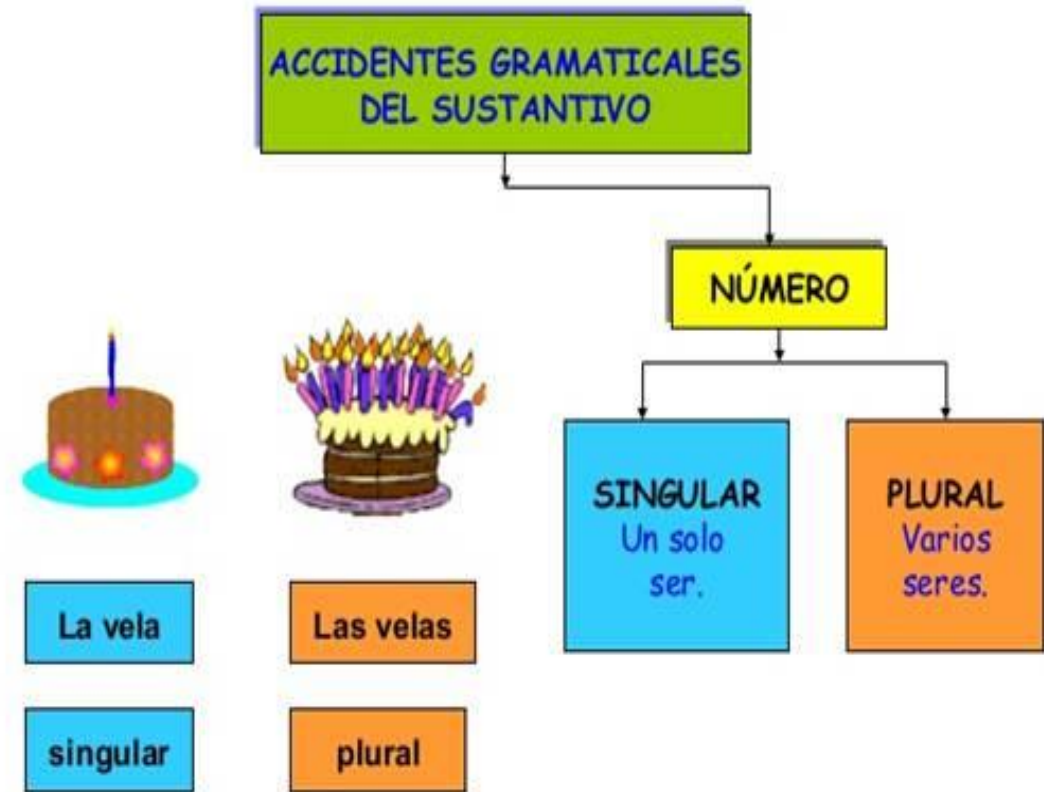 ACCIDENTES GRAMATICALES
DEL SUSTANTIVO
NÚMERO
SINGULAR
Un solo
ser.
PLURAL
Varios
seres.
La vela
Las velas
singular
plural